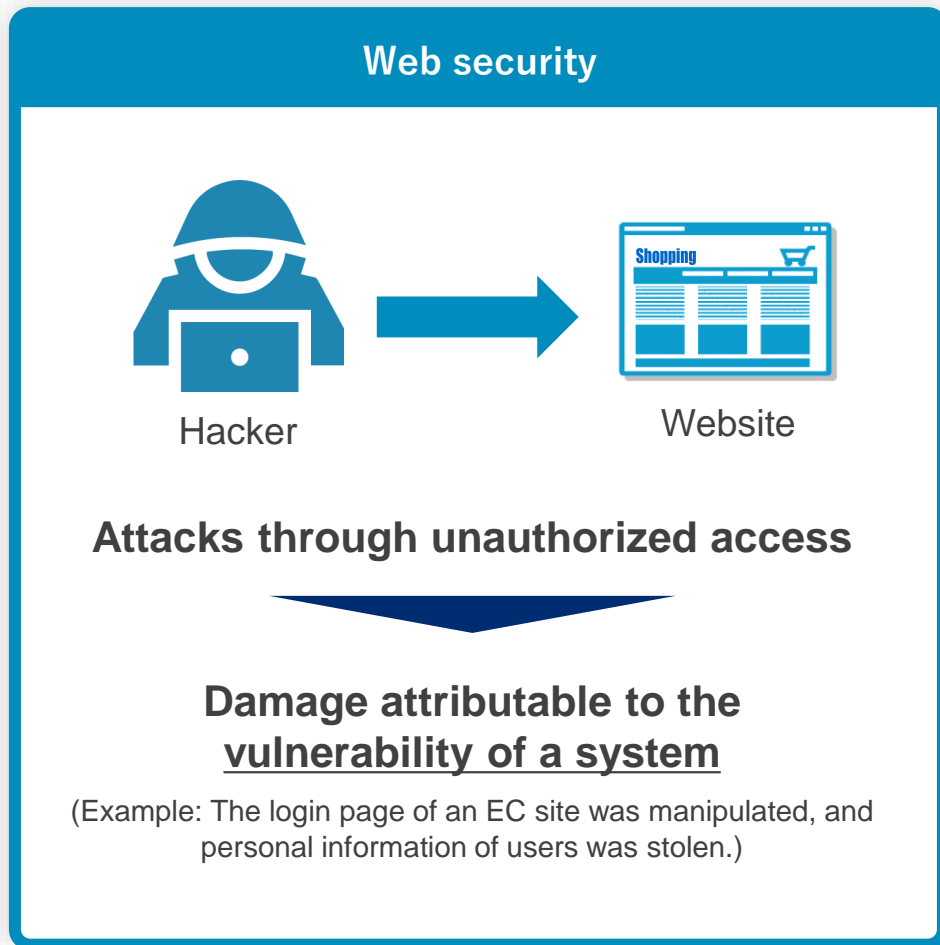 Web security
Shopping
Hacker
Website
Attacks through unauthorized access
Damage attributable to the
vulnerability of a system
(Example: The login page of an EC site was manipulated, and
personal information of users was stolen.)